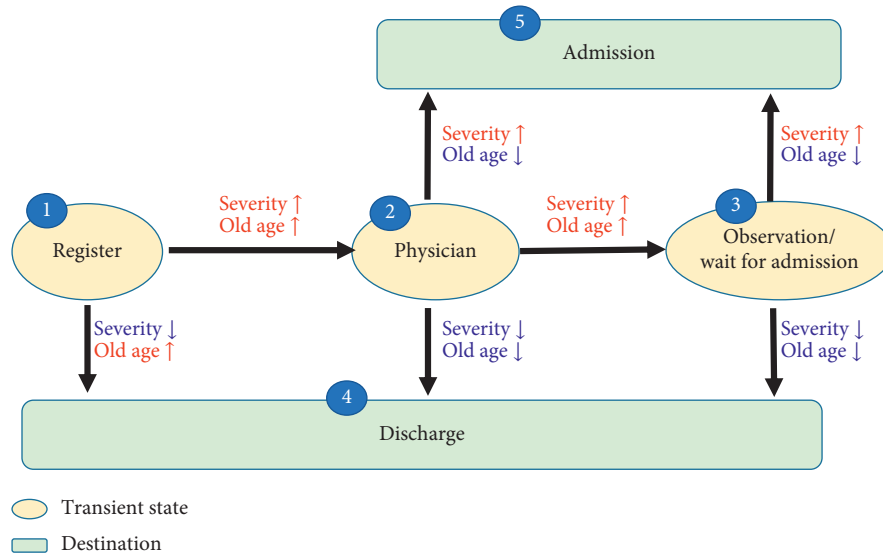 5
Admission
Severity ↑
Old age ↓
Severity ↑
Old age ↓
1
Register
Severity ↑
Old age ↑
2
Physician
Severity ↑
Old age ↑
3
Observation/
wait for admission
Severity ↓
Old age ↑
Severity ↓
Old age ↓
Severity ↓
Old age ↓
4
Discharge
Transient state
Destination